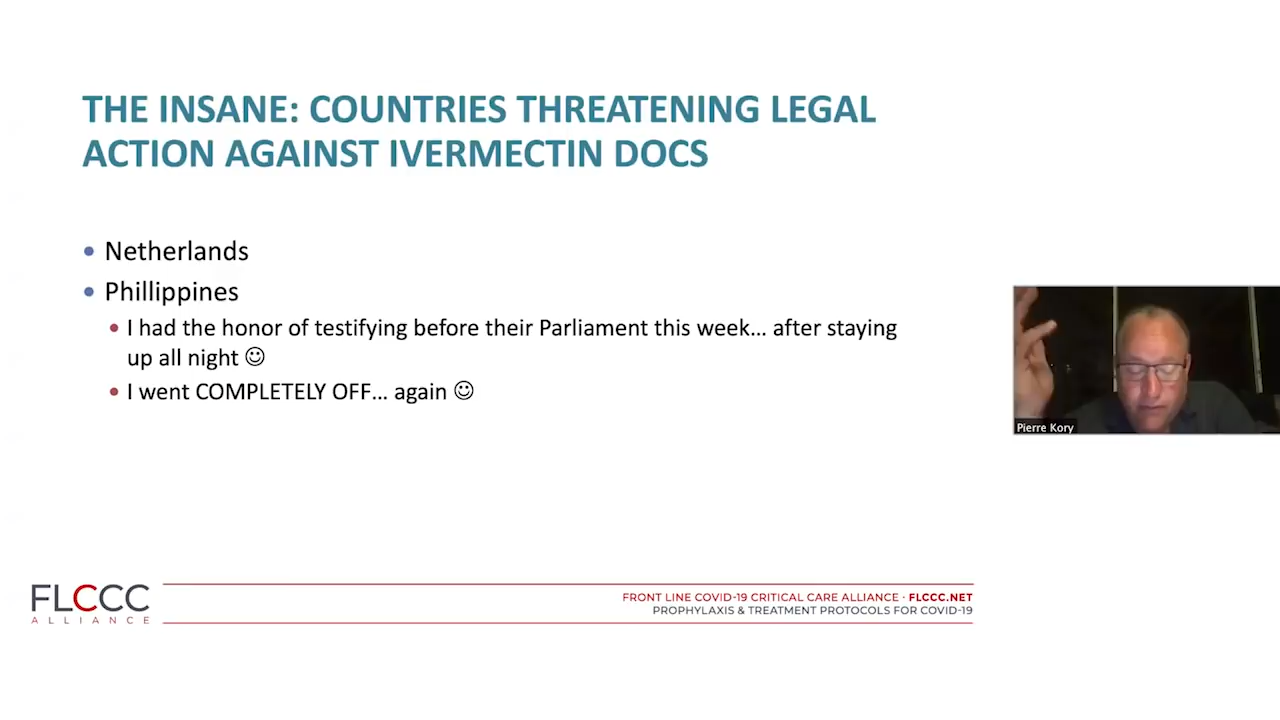 THE INSANE: COUNTRIES THREATENING LEGAL
ACTION AGAINST IVERMECTIN DOCS
• Netherlands
• Phillippines
• I had the honor of testifying before their Parliament this week... after staying
up all night ☺
• I went COMPLETELY OFF... again ☺
Pierre Kory
FLCCC
ALLIANCE
FRONT LINE COVID-19 CRITICAL CARE ALLIANCE · FLCCC.NET
PROPHYLAXIS & TREATMENT PROTOCOLS FOR COVID-19